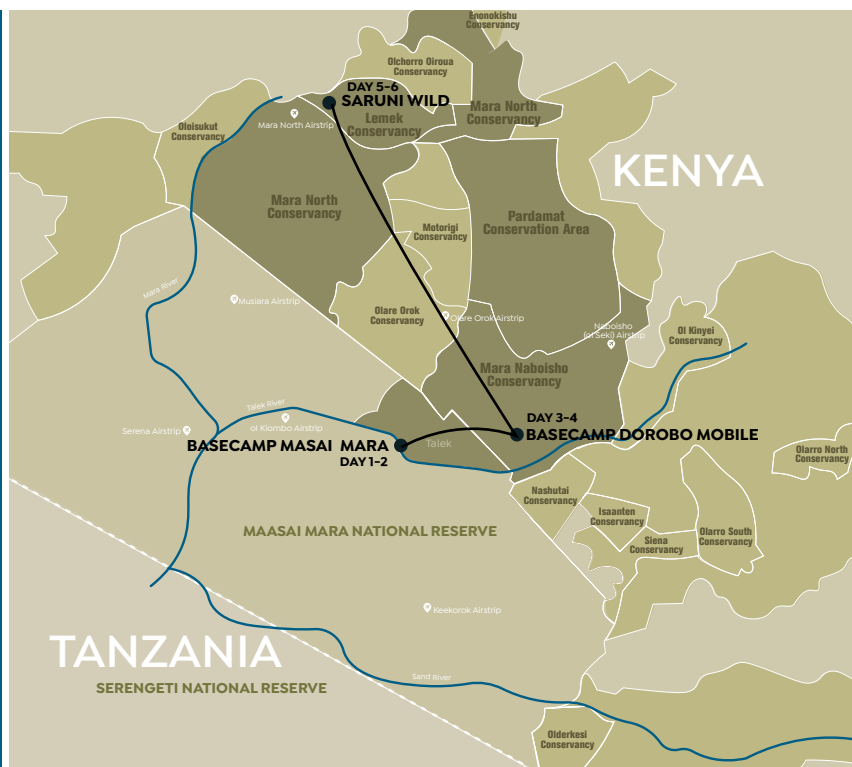 Enonokishu
Conservancy
Olchorro Oiroua
Conservancy
DAY 5-6
SARUNI WILD
Mara North Airstrip
Lemek
Conservancy
Mara North
Conservancy
Oloisukut
Conservancy
KENYA
Mara North
Conservancy
Motorigi
Conservancy
Pardamat
Conservation Area
Mara River
Musiara Airstrip
Olare Orok
Conservancy
Olare Orok Airstrip
Naboisho
(ol Seki) Airstrip
Ol Kinyei
Conservancy
Mara Naboisho
Conservancy
Talek River
ol Kiombo Airstrip
Serena Airstrip
DAY 3-4
BASECAMP DOROBO MOBILE
BASECAMP MASAI MARA
DAY 1-2
Talek
Olarro North
Conservancy
Nashutai
Conservancy
Isaanten
Conservancy
Siena
Conservancy
Olarro South
Conservancy
MAASAI MARA NATIONAL RESERVE
Keekorok Airstrip
TANZANIA
SERENGETI NATIONAL RESERVE
Sand River
Olderkesi
Conservancy